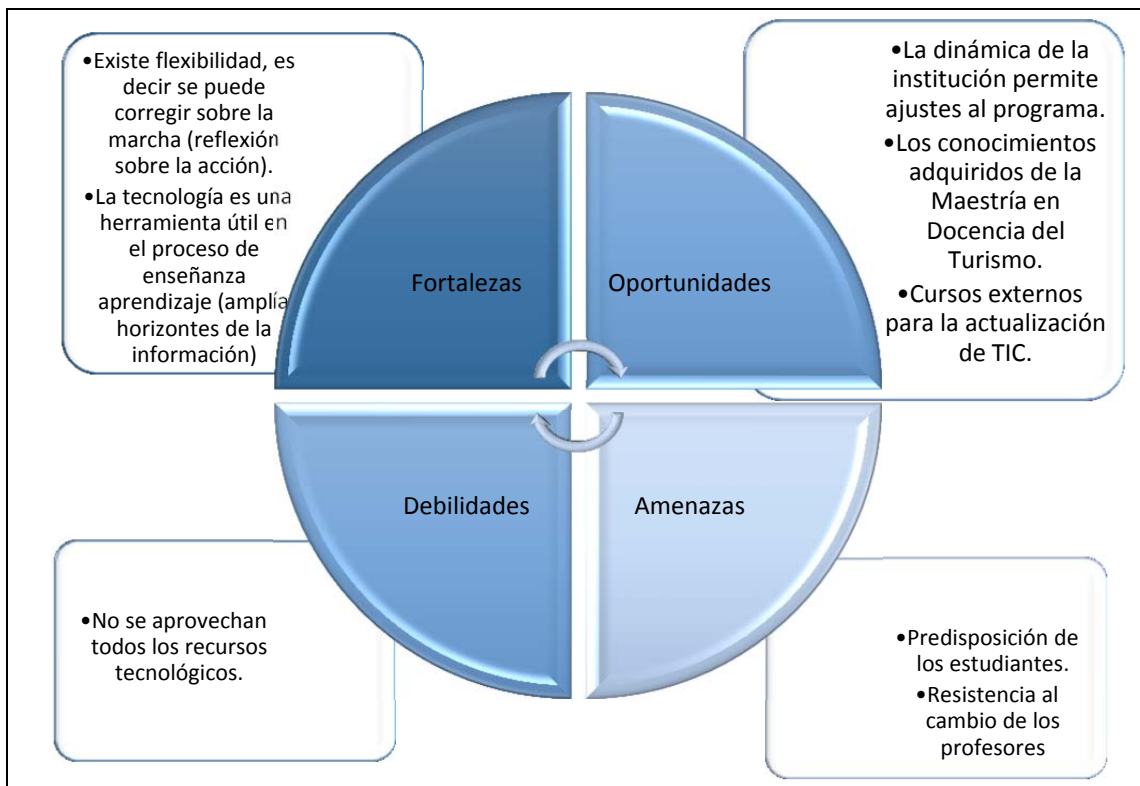 •Existe flexibilidad, es
decir se puede
corregir sobre la
marcha (reflexión
sobre la acción).
•La tecnología es una
herramienta útil en
el proceso de
enseñanza
aprendizaje (amplía
horizontes de la
información)
•La dinámica de la
institución permite
ajustes al programa.
•Los conocimientos
adquiridos de la
Maestría en
Docencia del
Turismo.
•Cursos externos
para la actualización
de TIC.
Fortalezas
Oportunidades
Debilidades
Amenazas
•No se aprovechan
todos los recursos
tecnológicos.
•Predisposición de
los estudiantes.
•Resistencia al
cambio de los
profesores